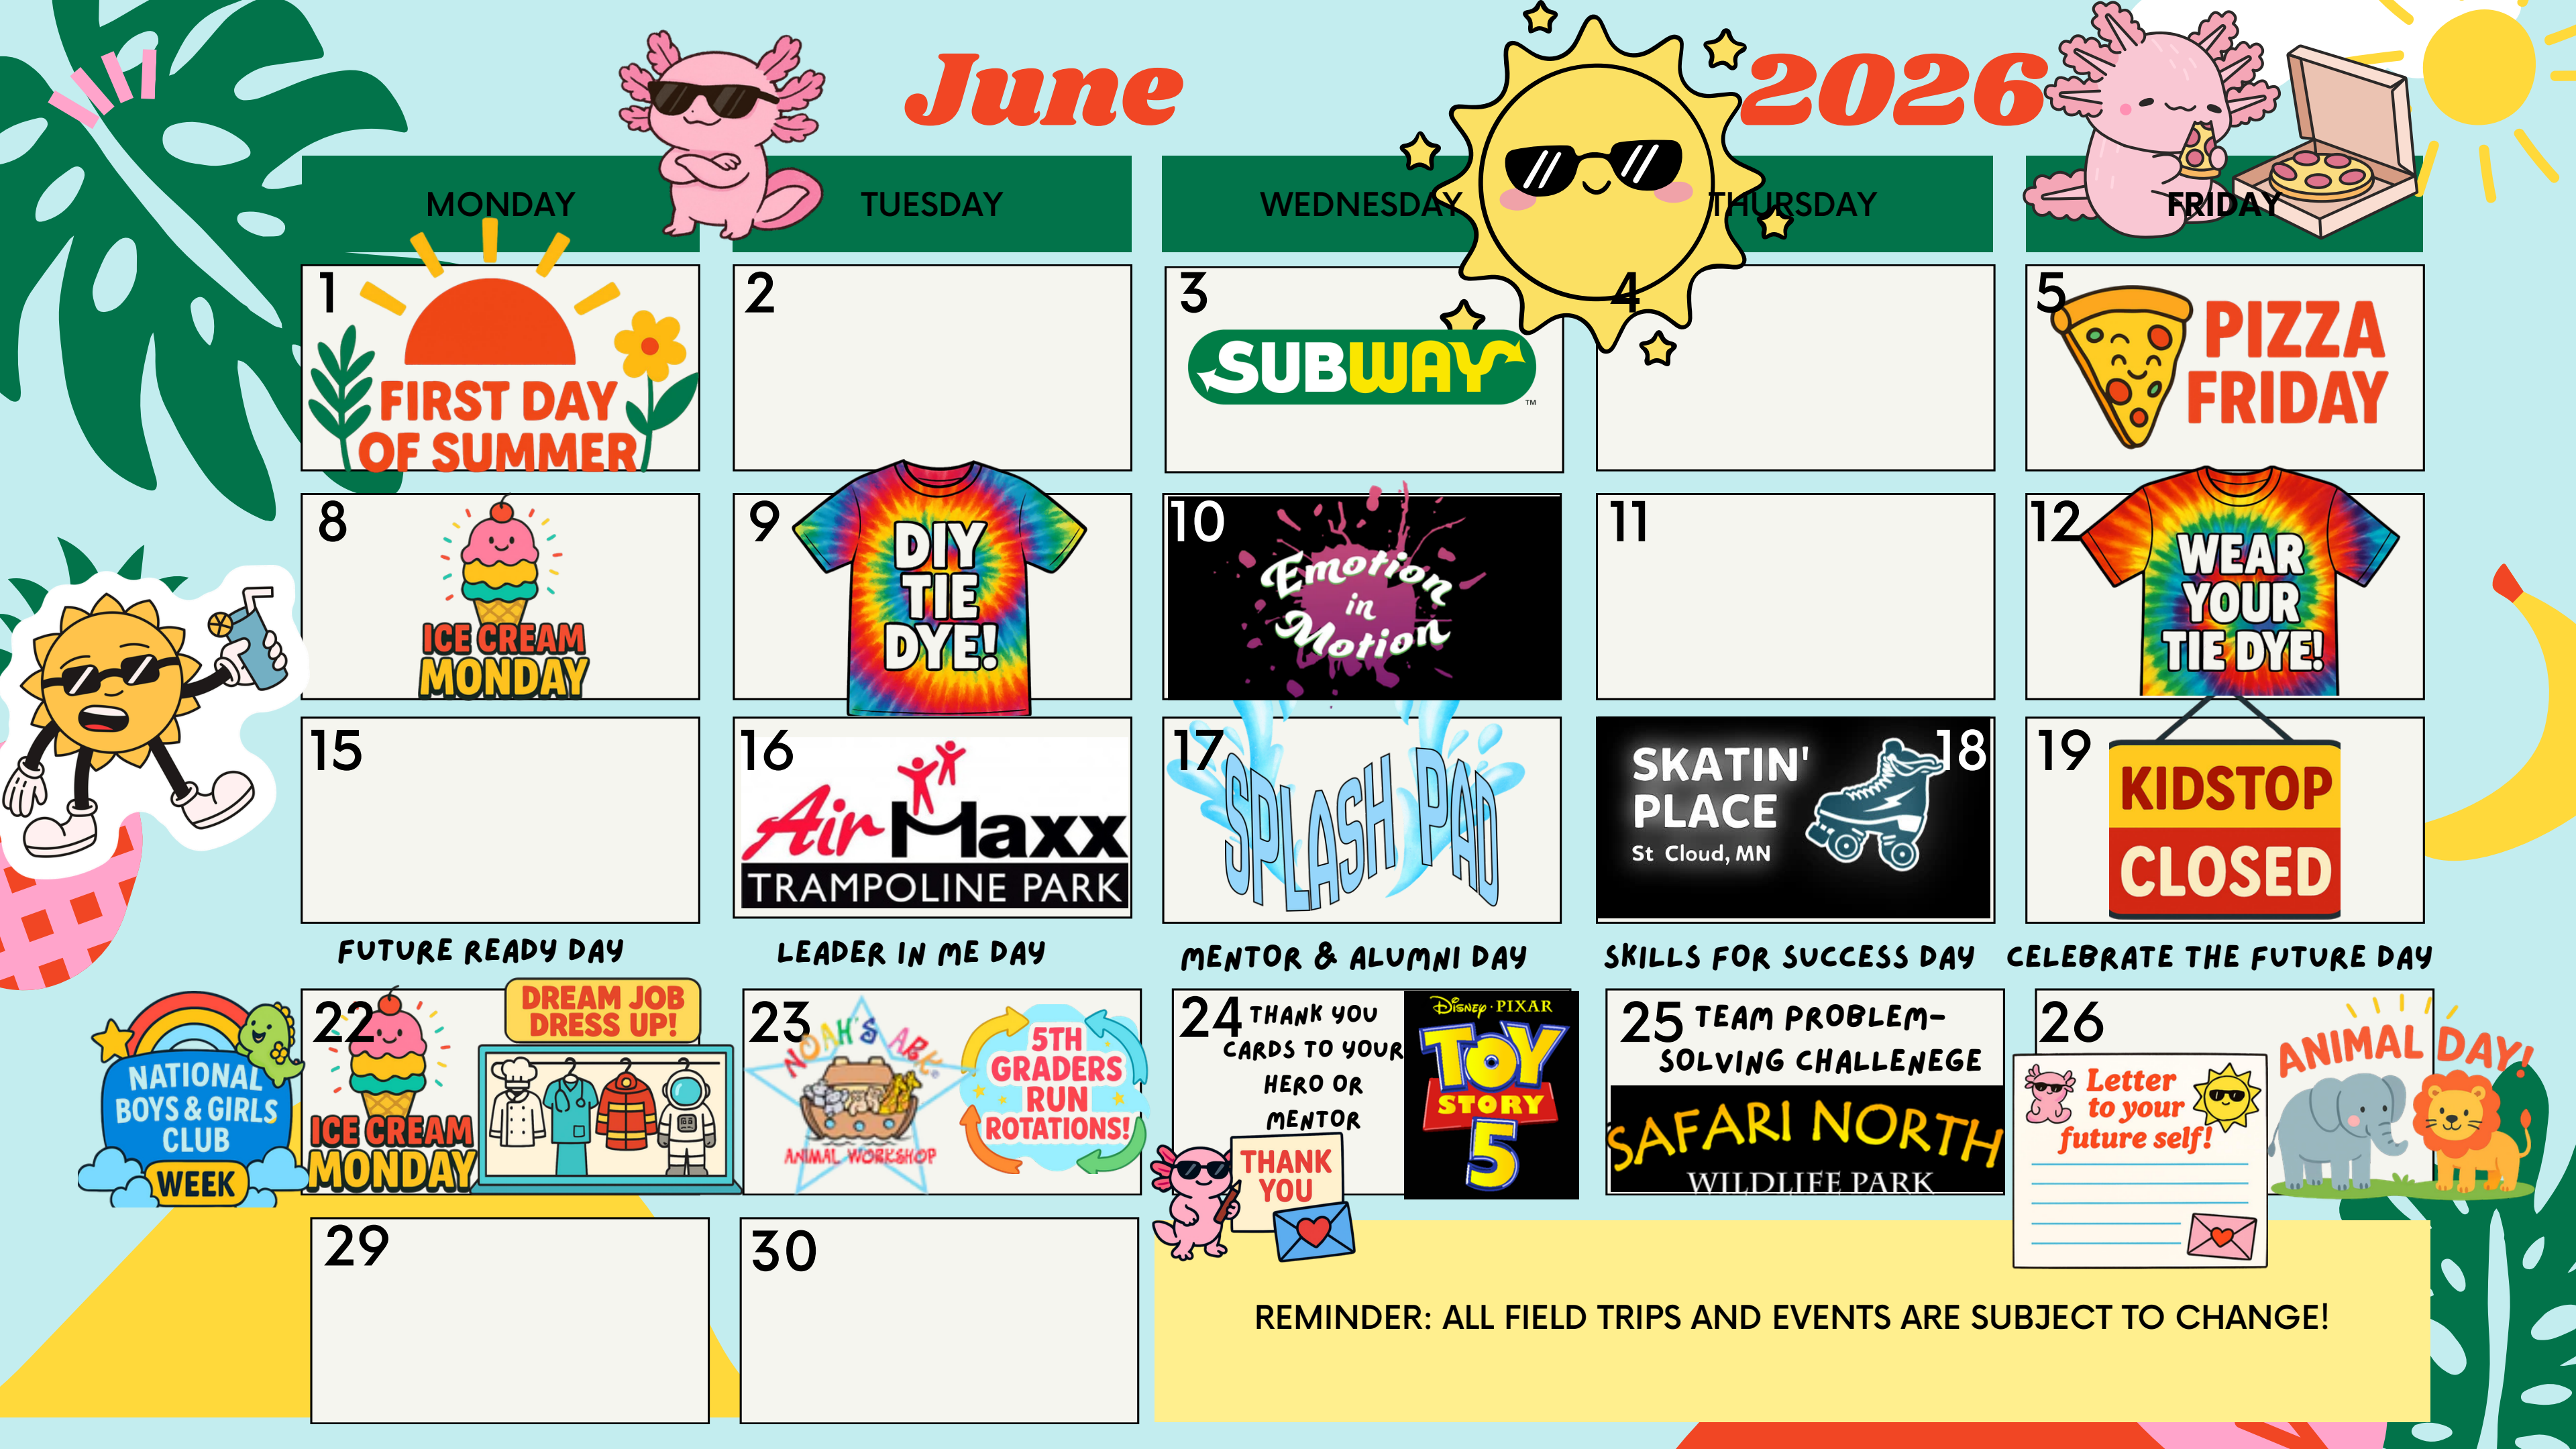 June 2026
MONDAY
TUESDAY
WEDNESDAY
THURSDAY
FRIDAY
1
FIRST DAY
OF SUMMER
2
3
SUBWAY
TM
4
5
PIZZA
FRIDAY
8
ICE CREAM
MONDAY
9
DIY
TIE
DYE!
10
Emotion
in
Motion
11
12
WEAR
YOUR
TIE DYE!
15
16
Air Maxx
TRAMPOLINE PARK
17
SPLASH PAD
18
SKATIN'
PLACE
St Cloud, MN
19
KIDSTOP
CLOSED
FUTURE READY DAY
LEADER IN ME DAY
MENTOR & ALUMNI DAY
SKILLS FOR SUCCESS DAY
CELEBRATE THE FUTURE DAY
NATIONAL
BOYS & GIRLS
CLUB
WEEK
22
ICE CREAM
MONDAY
DREAM JOB
DRESS UP!
23
NOAH'S ARK
ANIMAL WORKSHOP
5TH
GRADERS
RUN
ROTATIONS!
24
THANK YOU
CARDS TO YOUR
HERO OR
MENTOR
THANK
YOU
DISNEY · PIXAR
TOY
STORY
5
25
TEAM PROBLEM-
SOLVING CHALLENEGE
SAFARI NORTH
WILDLIFE PARK
26
ANIMAL DAY!
Letter
to your
future self!
29
30
REMINDER: ALL FIELD TRIPS AND EVENTS ARE SUBJECT TO CHANGE!